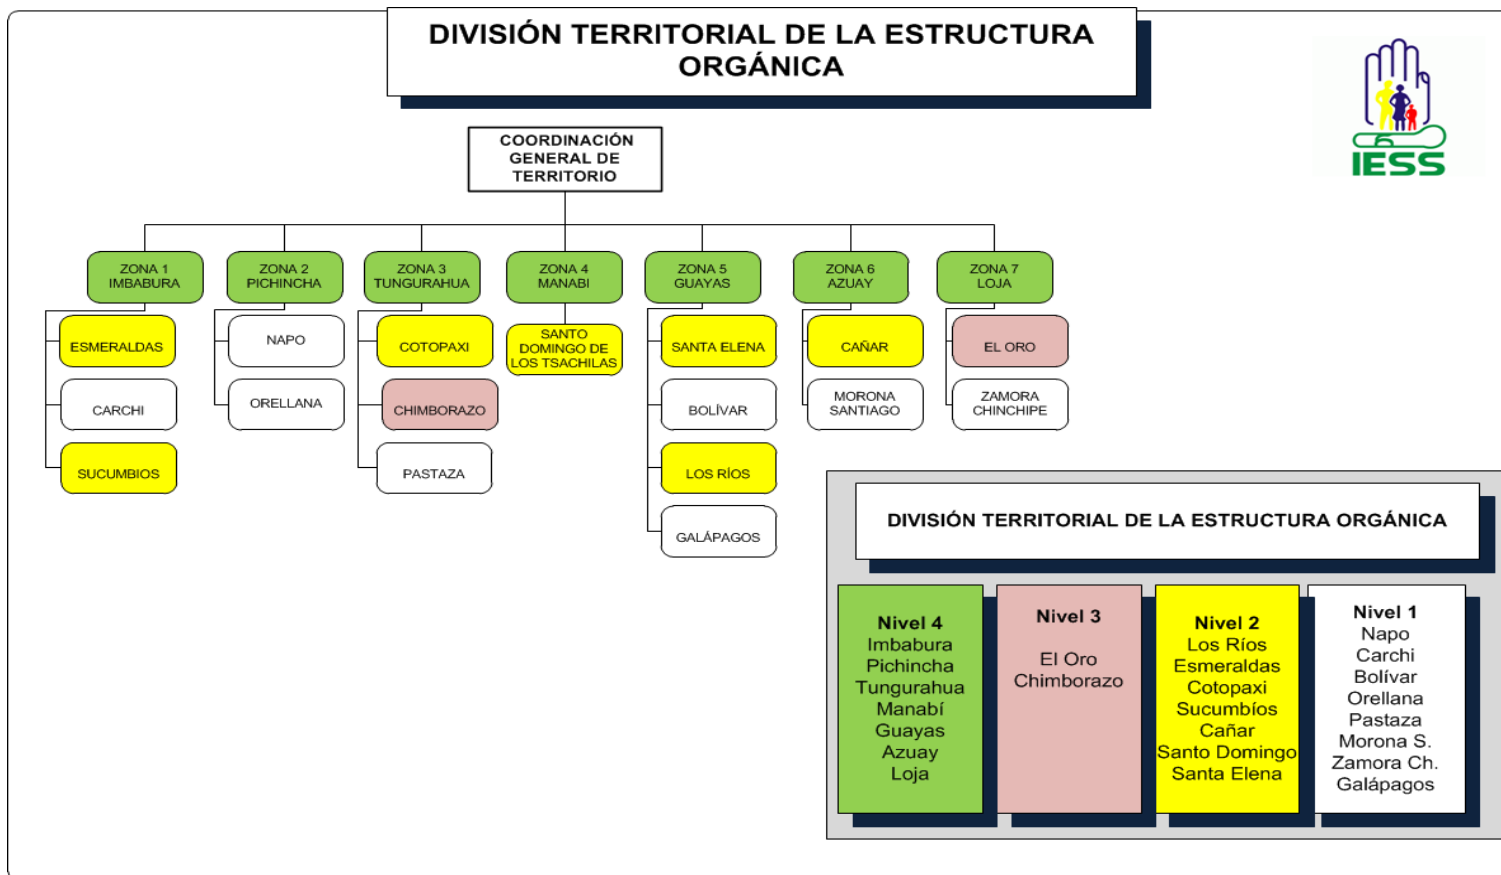 DIVISIÓN TERRITORIAL DE LA ESTRUCTURA
ORGÁNICA
IESS
COORDINACIÓN
GENERAL DE
TERRITORIO
ZONA 1
IMBABURA
ESMERALDAS
CARCHI
SUCUMBIOS
ZONA 2
PICHINCHA
NAPO
ORELLANA
ZONA 3
TUNGURAHUA
COTOPAXI
CHIMBORAZO
PASTAZA
ZONA 4
MANABI
SANTO
DOMINGO DE
LOS TSACHILAS
ZONA 5
GUAYAS
SANTA ELENA
BOLÍVAR
LOS RÍOS
GALÁPAGOS
ZONA 6
AZUAY
CAÑAR
MORONA
SANTIAGO
ZONA 7
LOJA
EL ORO
ZAMORA
CHINCHIPE
DIVISIÓN TERRITORIAL DE LA ESTRUCTURA ORGÁNICA
Nivel 4
Imbabura
Pichincha
Tungurahua
Manabí
Guayas
Azuay
Loja
Nivel 3
El Oro
Chimborazo
Nivel 2
Los Ríos
Esmeraldas
Cotopaxi
Sucumbíos
Cañar
Santo Domingo
Santa Elena
Nivel 1
Napo
Carchi
Bolívar
Orellana
Pastaza
Morona S.
Zamora Ch.
Galápagos